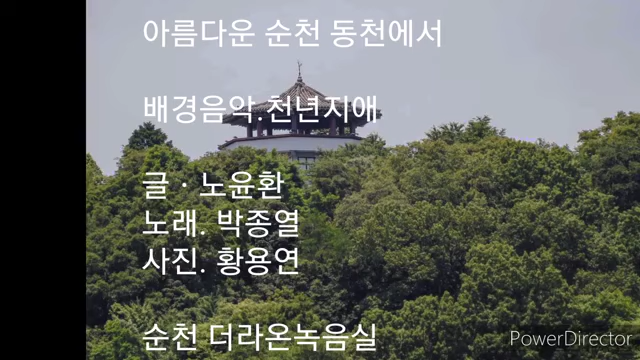 아름다운 순천 동천에서
배경음악.천년지애
글 · 노윤환
노래. 박종열
사진. 황용연
순천 더라온녹음실
PowerDirector